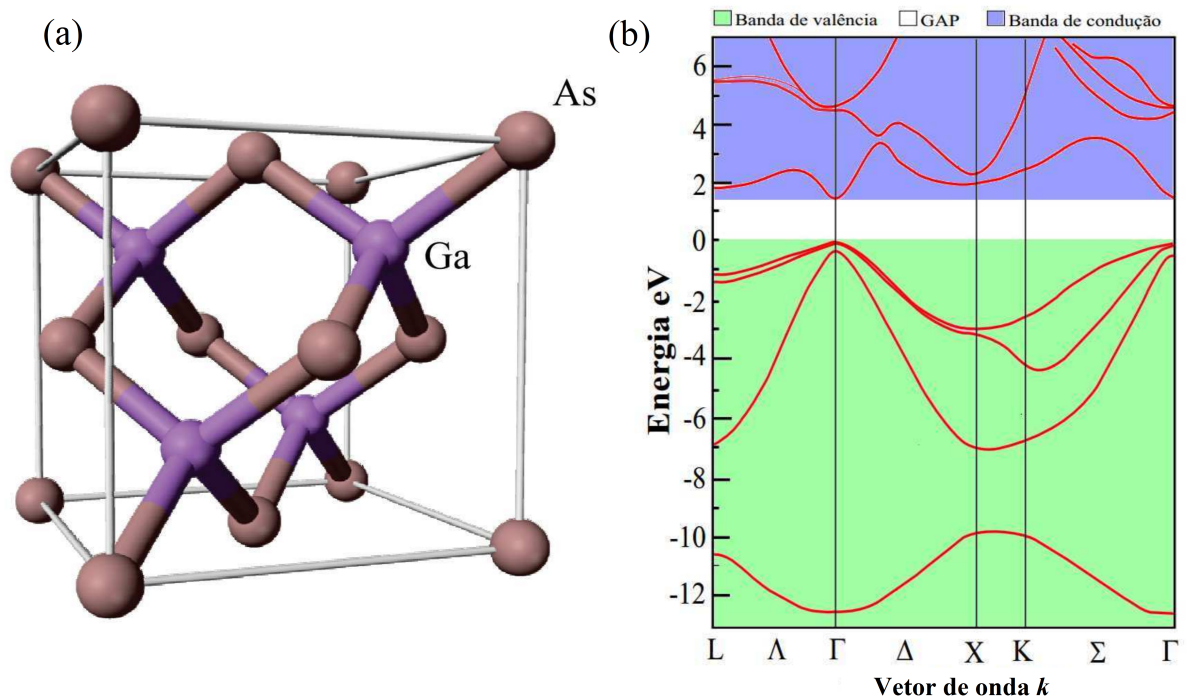 (a)
As
Ga
(b)
Banda de valência GAP Banda de condução
6
4
2
0
-2
-4
-6
-8
-10
-12
Energia eV
L Λ Γ Δ X K Σ Γ
Vetor de onda k